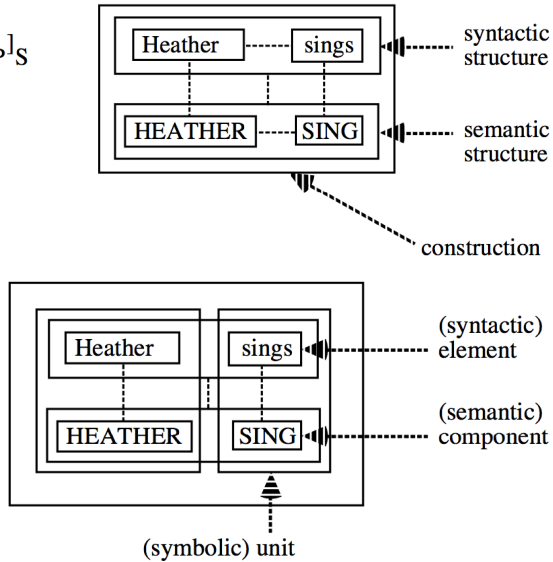 Heather sings
syntactic
structure
]S
HEATHER SING
semantic
structure
construction
Heather sings
(syntactic)
element
HEATHER SING
(semantic)
component
(symbolic) unit